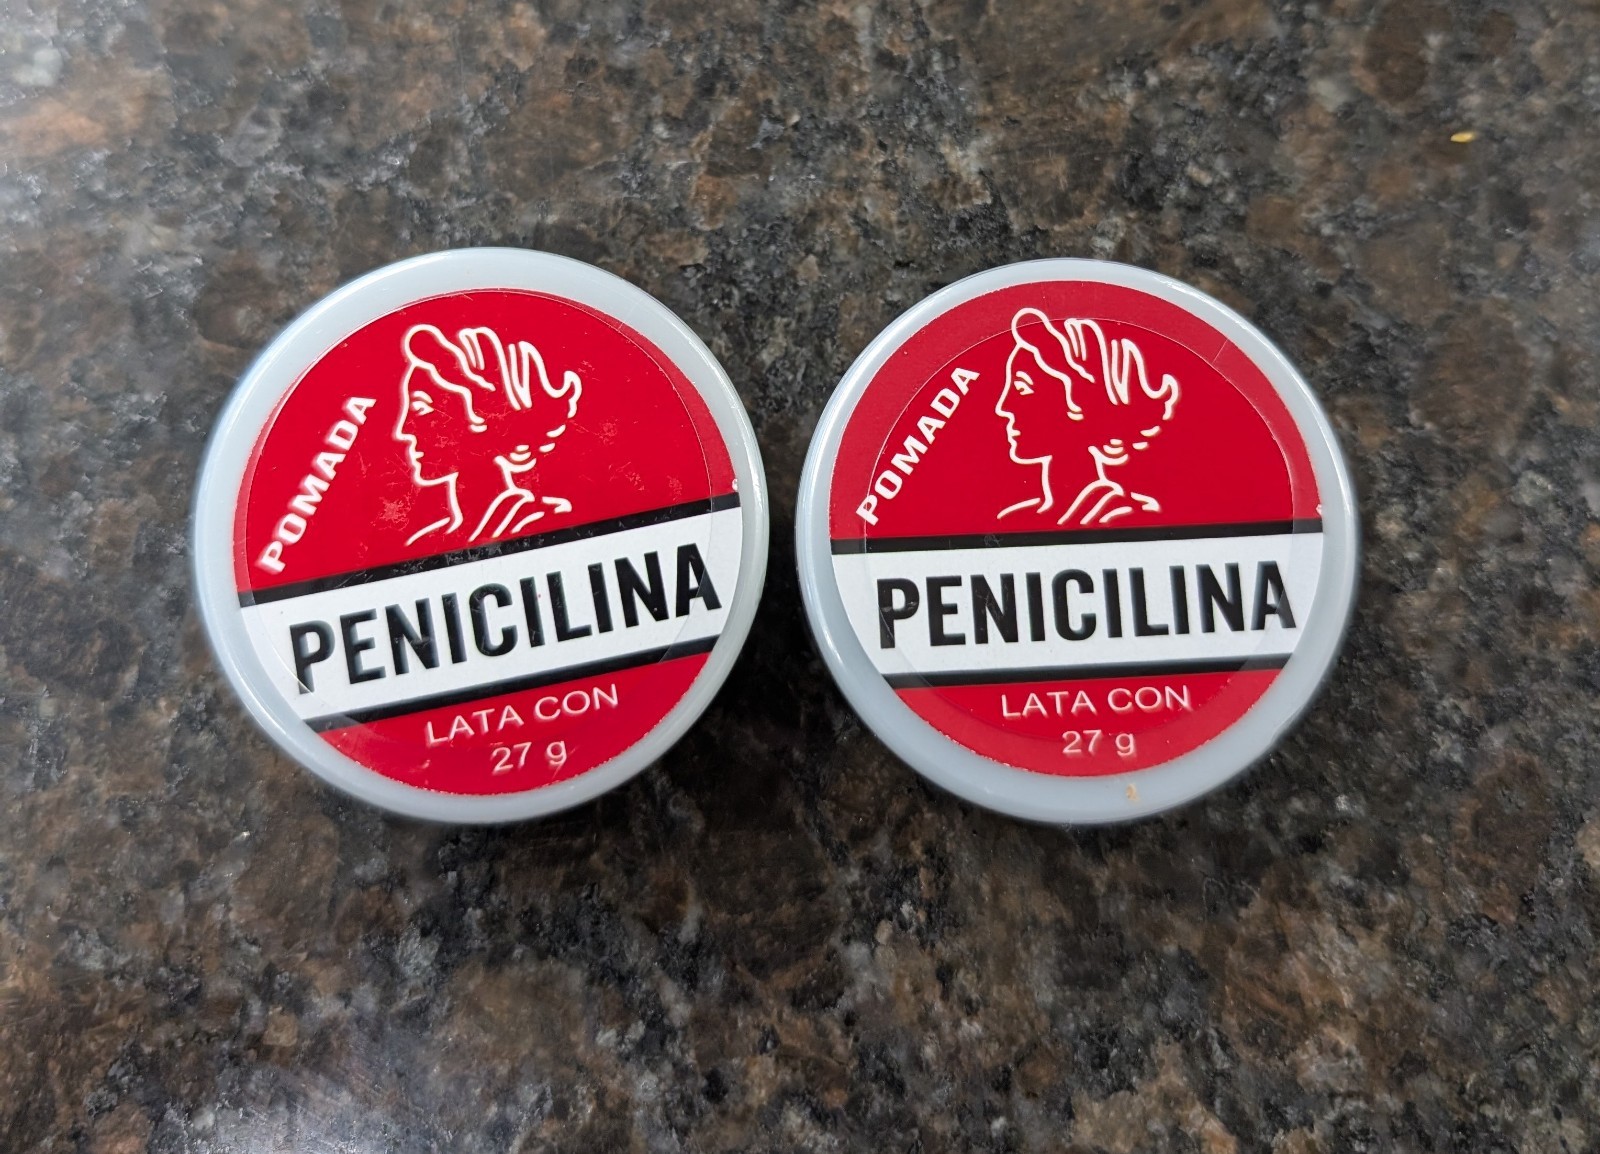 POMADA
PENICILINA
LATA CON
27 g
POMADA
PENICILINA
LATA CON
27 g